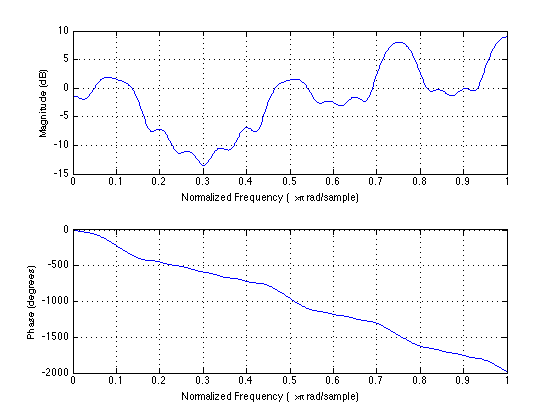 10
5
0
-5
-10
-15
Magnitude (dB)
0 0.1 0.2 0.3 0.4 0.5 0.6 0.7 0.8 0.9 1
Normalized Frequency (×π rad/sample)
0
-500
-1000
-1500
-2000
Phase (degrees)
0 0.1 0.2 0.3 0.4 0.5 0.6 0.7 0.8 0.9 1
Normalized Frequency (×π rad/sample)